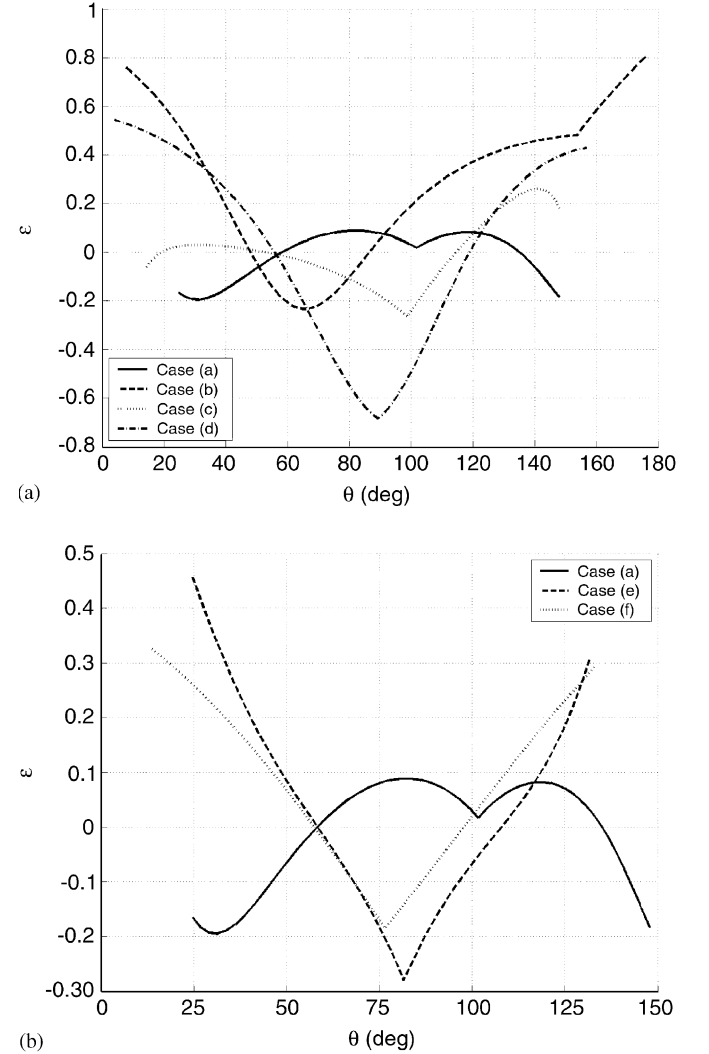 1
0.8
0.6
0.4
0.2
0
-0.2
-0.4
-0.6
-0.8
ε
Case (a)
Case (b)
Case (c)
Case (d)
0 20 40 60 80 100 120 140 160 180
θ (deg)
(a)
0.5
0.4
0.3
0.2
0.1
0
-0.1
-0.2
-0.30
ε
Case (a)
Case (e)
Case (f)
0 25 50 75 100 125 150
θ (deg)
(b)